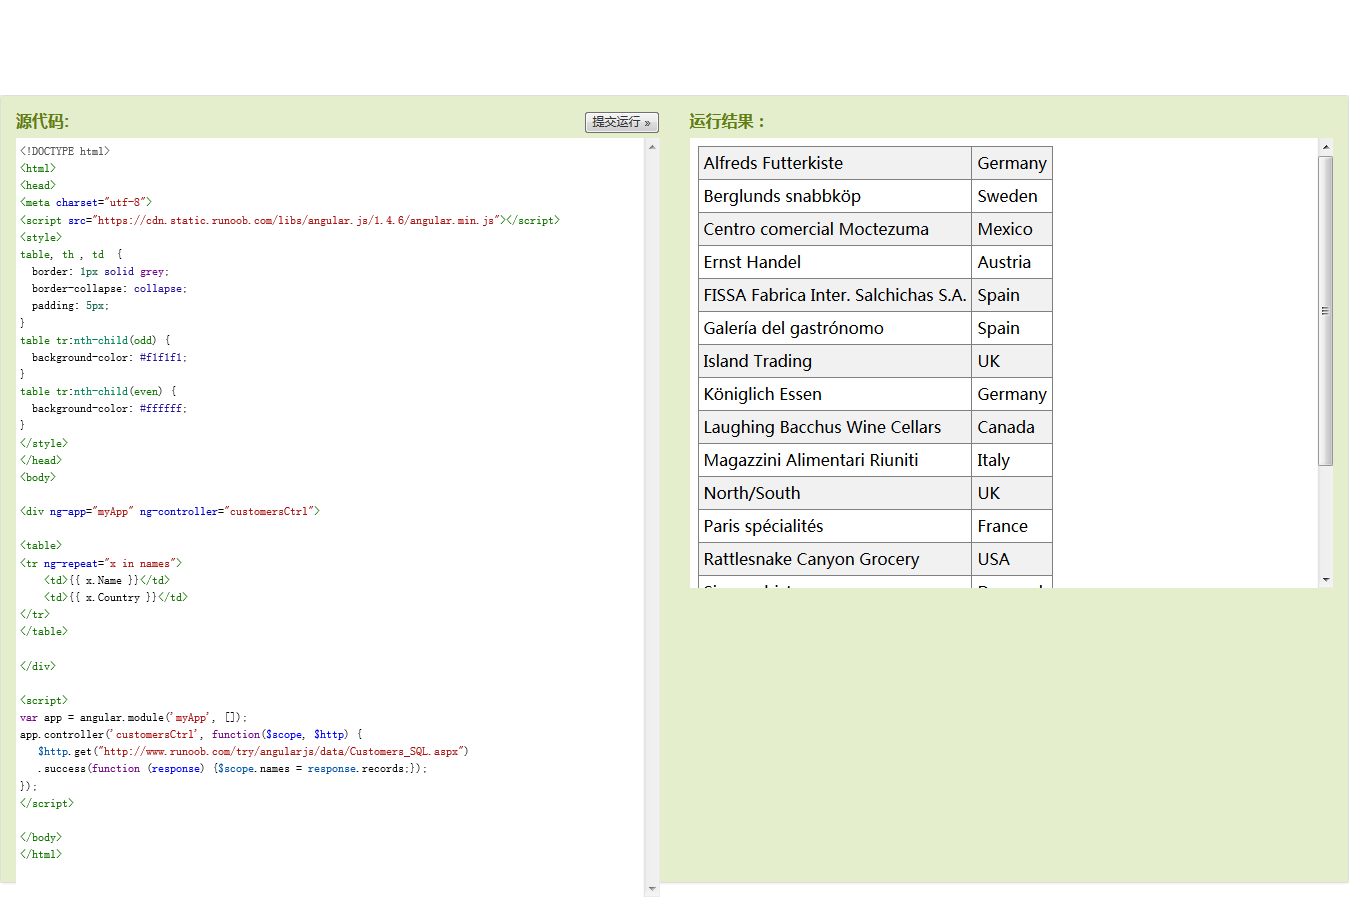 源代码:
提交运行 »
<!DOCTYPE html>
<html>
<head>
<meta charset="utf-8">
<script src="https://cdn.static.runoob.com/libs/angular.js/1.4.6/angular.min.js"></script>
<style>
table, th , td  {
  border: 1px solid grey;
  border-collapse: collapse;
  padding: 5px;
}
table tr:nth-child(odd) {
  background-color: #f1f1f1;
}
table tr:nth-child(even) {
  background-color: #ffffff;
}
</style>
</head>
<body>
<div ng-app="myApp" ng-controller="customersCtrl">
<table>
<tr ng-repeat="x in names">
    <td>{{ x.Name }}</td>
    <td>{{ x.Country }}</td>
</tr>
</table>
</div>
<script>
var app = angular.module('myApp', []);
app.controller('customersCtrl', function($scope, $http) {
   $http.get("http://www.runoob.com/try/angularjs/data/Customers_SQL.aspx")
   .success(function (response) {$scope.names = response.records;});
});
</script>
</body>
</html>
运行结果：
Alfreds Futterkiste Germany
Berglunds snabbköp Sweden
Centro comercial Moctezuma Mexico
Ernst Handel Austria
FISSA Fabrica Inter. Salchichas S.A. Spain
Galería del gastrónomo Spain
Island Trading UK
Königlich Essen Germany
Laughing Bacchus Wine Cellars Canada
Magazzini Alimentari Riuniti Italy
North/South UK
Paris spécialités France
Rattlesnake Canyon Grocery USA